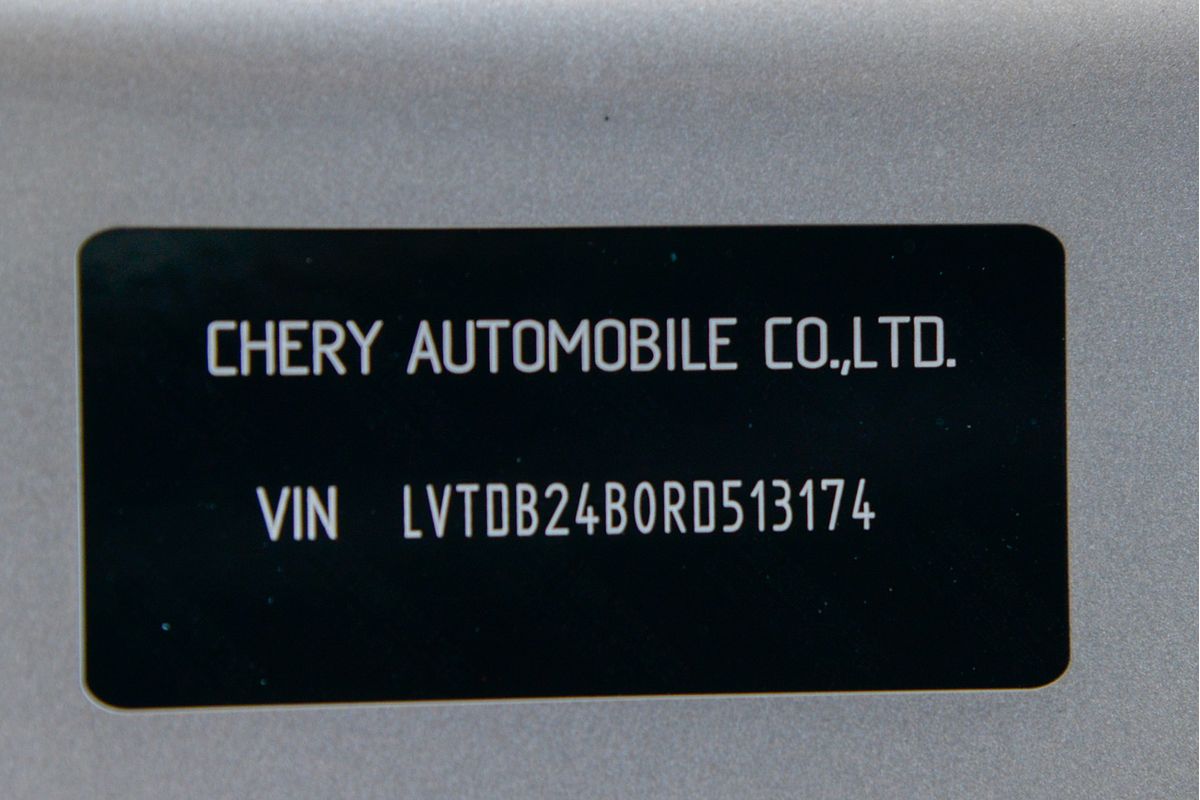 CHERY AUTOMOBILE CO.,LTD.
VIN LVTDB24B0RD513174